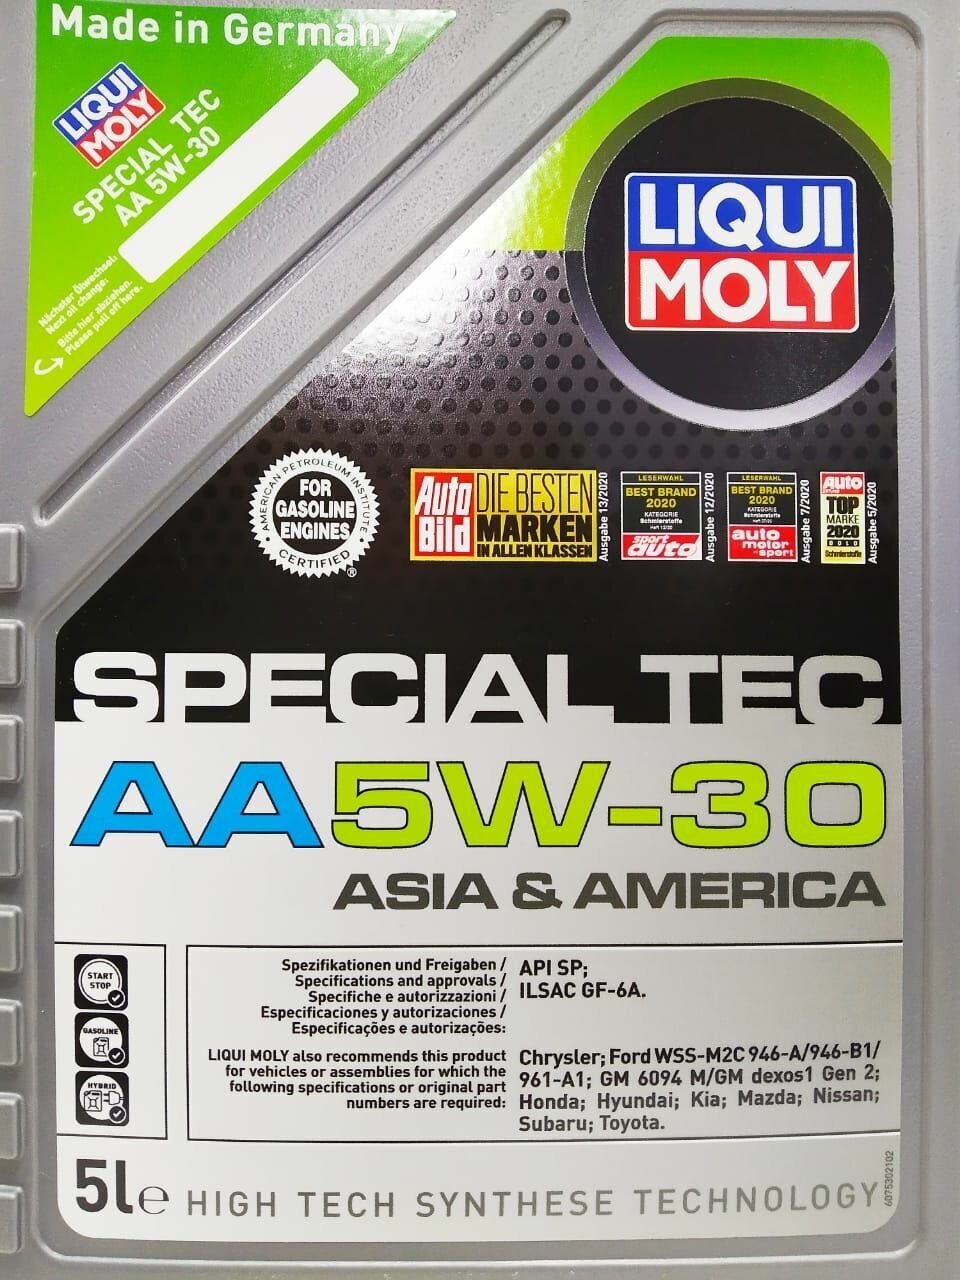 Made in Germany
LIQUI
MOLY
SPECIAL TEC
AA 5W-30
Nächster Ölwechsel:
Next oil change:
Bitte hier abziehen.
Please pull off here.
LIQUI
MOLY
AMERICAN PETROLEUM INSTITUTE
FOR
GASOLINE
ENGINES
CERTIFIED
®
Auto
Bild
DIE BESTEN
MARKEN
IN ALLEN KLASSEN
Ausgabe 13/2020
LESERWAHL
BEST BRAND
2020
KATEGORIE
Schmierstoffe
sport
auto
Ausgabe 12/2020
LESERWAHL
BEST BRAND
2020
KATEGORIE
Schmierstoffe
auto
motor
sport
Ausgabe 7/2020
Auto
TOP
MARKE
2020
GOLD
Schmierstoffe
Ausgabe 5/2020
SPECIAL TEC
AA5W-30
ASIA & AMERICA
START
STOP
GASOLINE
HYBRID
Spezifikationen und Freigaben /
Specifications and approvals /
Specifiche e autorizzazioni /
Especificaciones y autorizaciones /
Especificações e autorizações:
API SP;
ILSAC GF-6A.
LIQUI MOLY also recommends this product
for vehicles or assemblies for which the
following specifications or original part
numbers are required:
Chrysler; Ford WSS-M2C 946-A/946-B1/
961-A1; GM 6094 M/GM dexos1 Gen 2;
Honda; Hyundai; Kia; Mazda; Nissan;
Subaru; Toyota.
5l e
HIGH TECH SYNTHESE TECHNOLOGY
6075302102